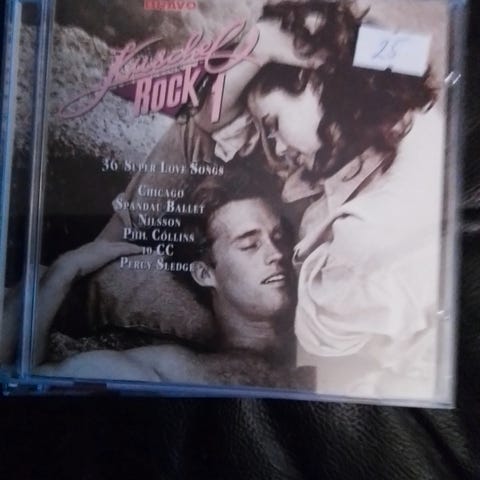 BRAVO
Kuschel
ROCK 1
36 SUPER LOVE SONGS
CHICAGO
SPANDAU BALLET
NILSSON
PHIL COLLINS
10 CC
PERCY SLEDGE
25